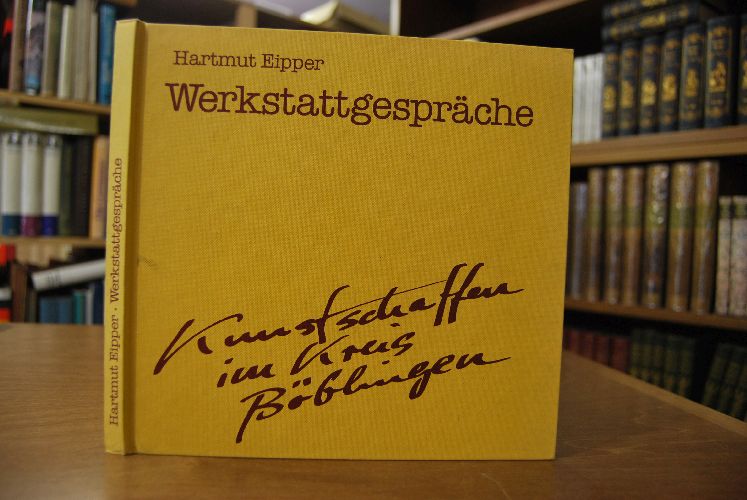 Hartmut Eipper
Werkstattgespräche
Kunstschaffen
im Kreis
Böblingen
Hartmut Eipper · Werkstattgespräche